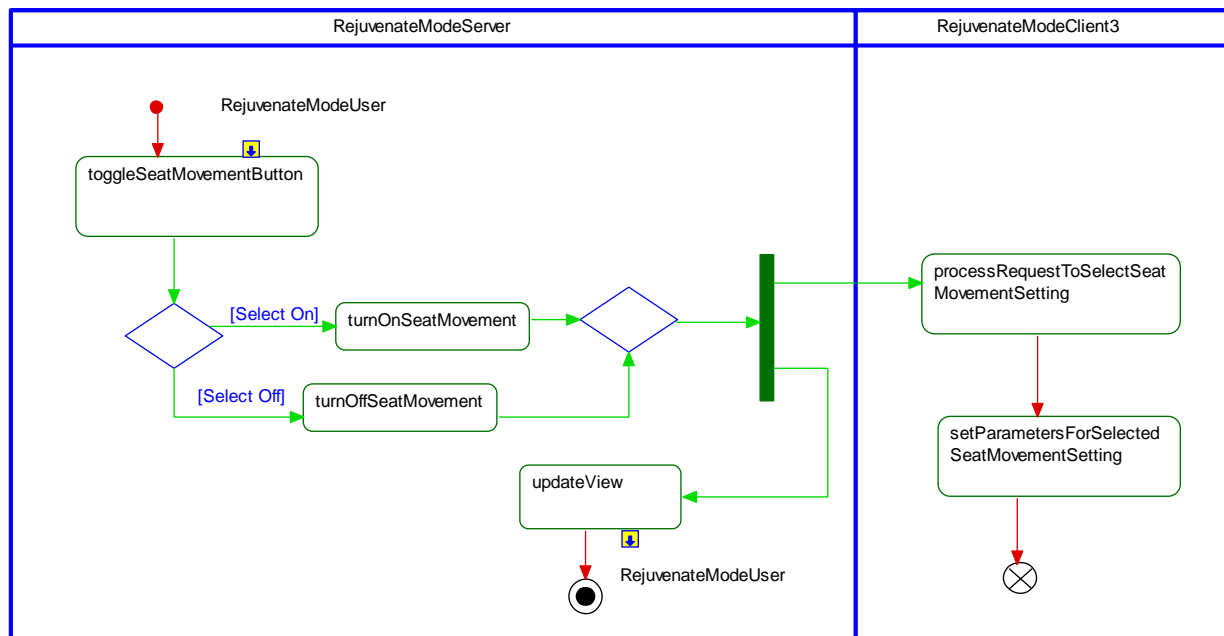 RejuvenateModeServer
RejuvenateModeClient3
RejuvenateModeUser
toggleSeatMovementButton
processRequestToSelectSeat
MovementSetting
[Select On]
turnOnSeatMovement
[Select Off]
turnOffSeatMovement
setParametersForSelected
SeatMovementSetting
updateView
RejuvenateModeUser